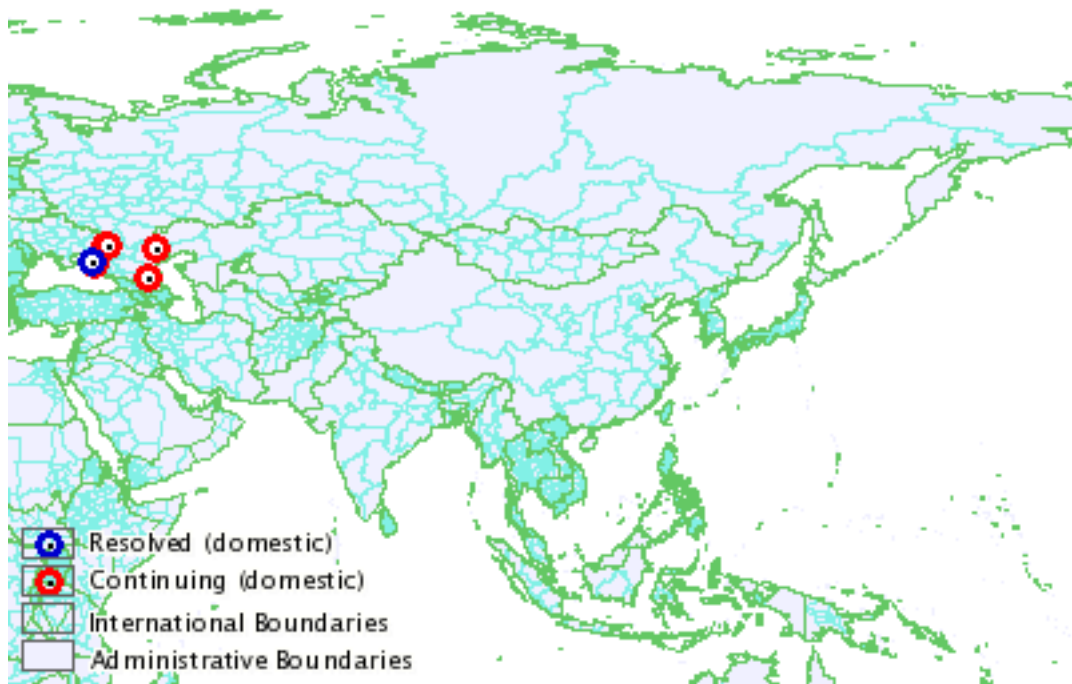 Resolved (domestic)
Continuing (domestic)
International Boundaries
Administrative Boundaries